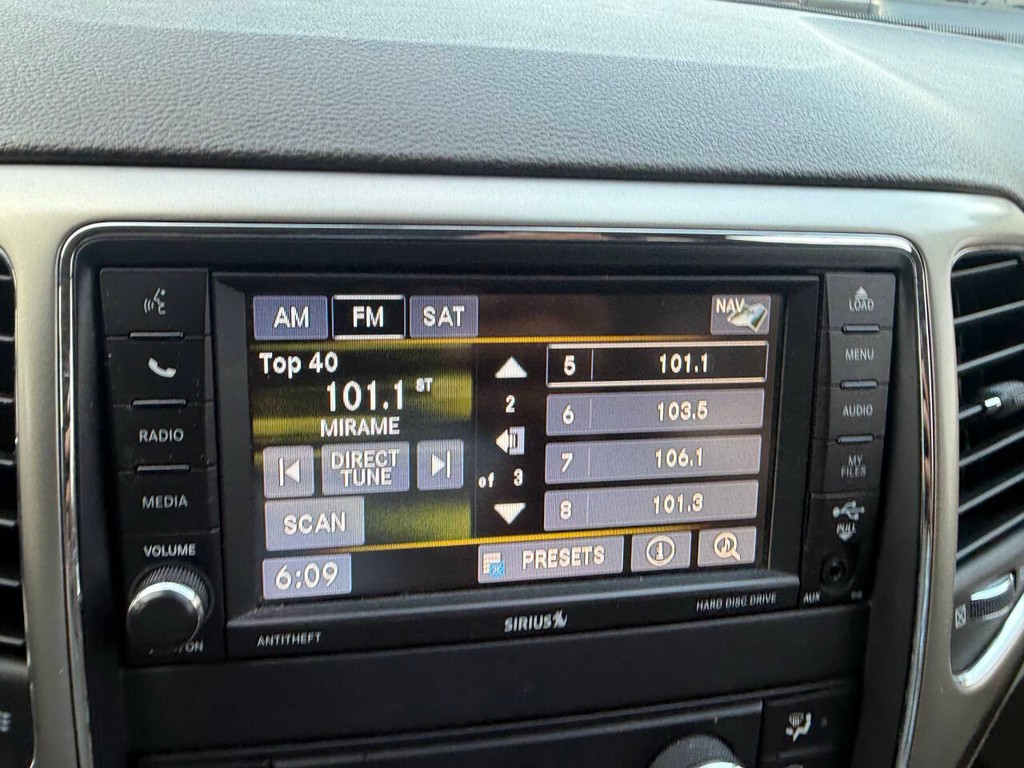 AM FM SAT NAV
LOAD
MENU
AUDIO
MY
FILES
PULL
AUX
RADIO
MEDIA
VOLUME
Top 40
101.1 ST
MIRAME
DIRECT
TUNE
SCAN
6:09
2
of 3
5 101.1
6 103.5
7 106.1
8 101.3
PRESETS
ANTITHEFT
SIRIUS
HARD DISC DRIVE